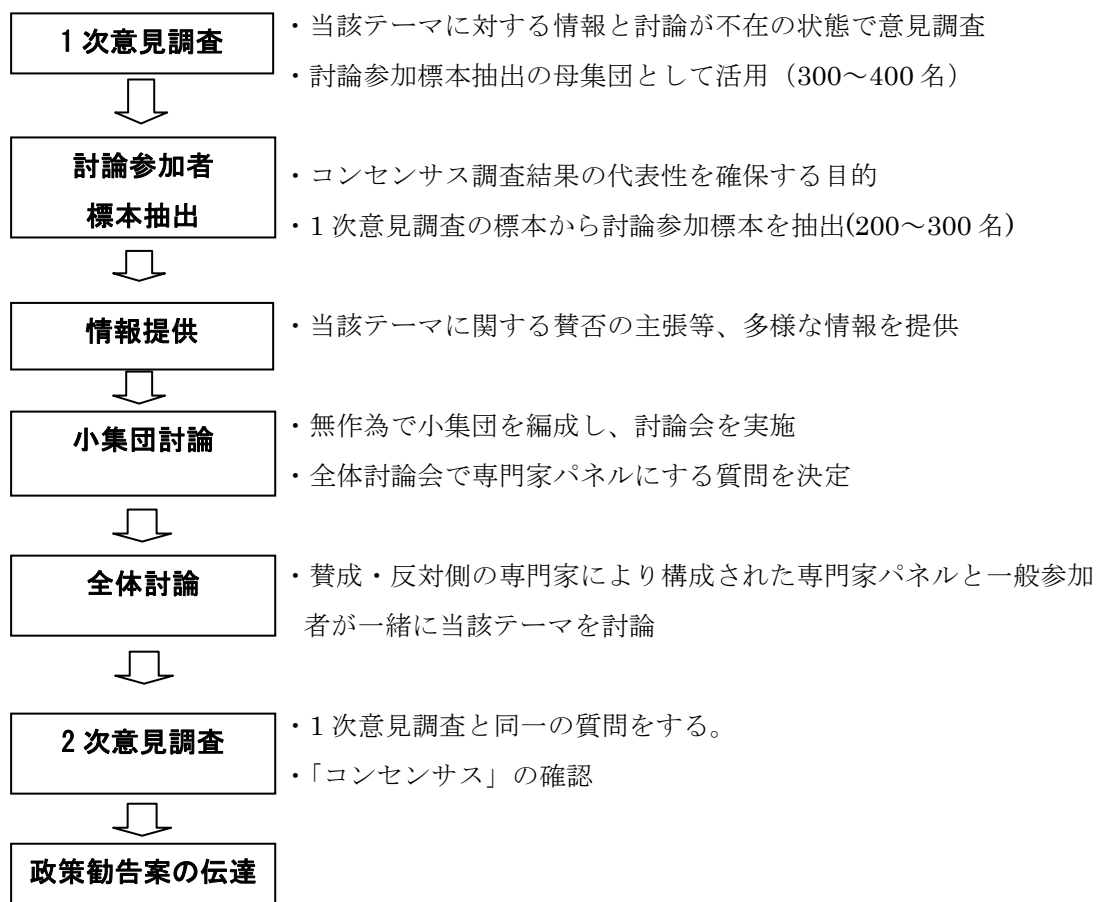 1 次意見調査
・当該テーマに対する情報と討論が不在の状態で意見調査
・討論参加標本抽出の母集団として活用（300～400 名）
討論参加者
標本抽出
・コンセンサス調査結果の代表性を確保する目的
・1 次意見調査の標本から討論参加標本を抽出(200～300 名)
情報提供
・当該テーマに関する賛否の主張等、多様な情報を提供
小集団討論
・無作為で小集団を編成し、討論会を実施
・全体討論会で専門家パネルにする質問を決定
全体討論
・賛成・反対側の専門家により構成された専門家パネルと一般参加
者が一緒に当該テーマを討論
2 次意見調査
・1 次意見調査と同一の質問をする。
・「コンセンサス」の確認
政策勧告案の伝達